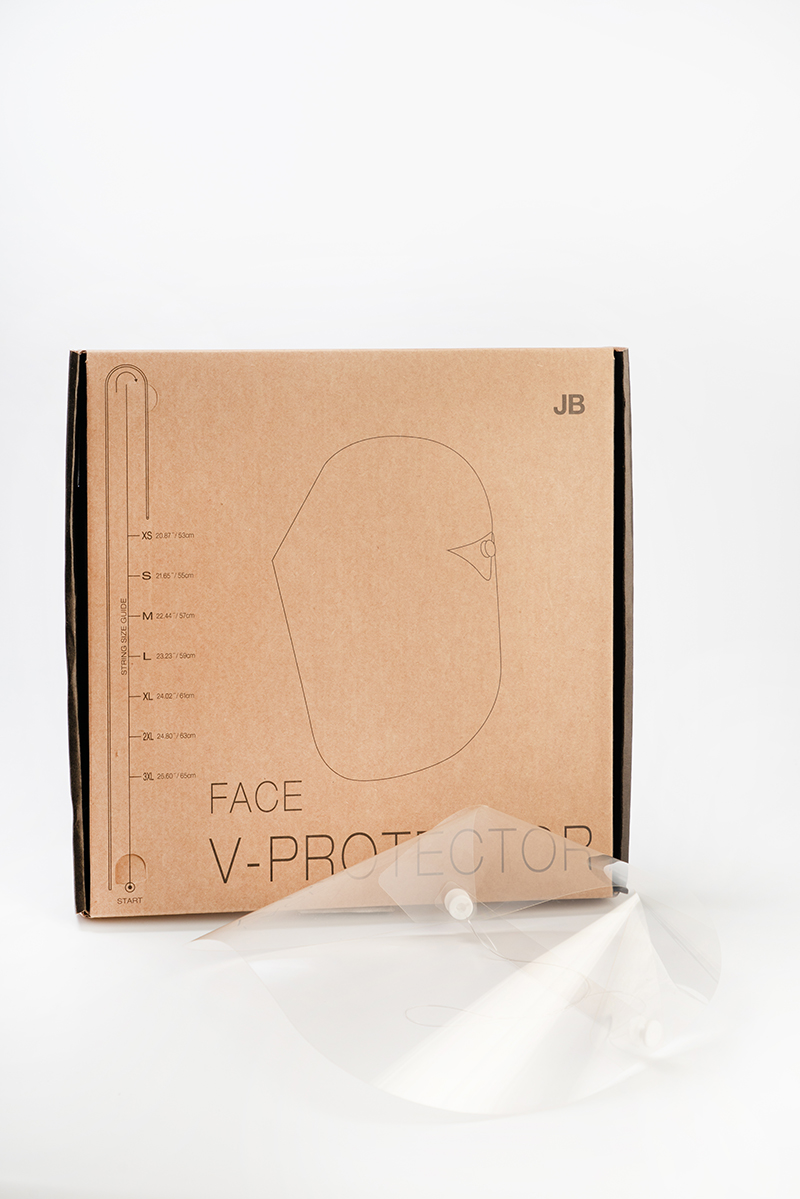 JB
XS 20.87"/53cm
S 21.65"/55cm
M 22.44"/57cm
L 23.23"/59cm
XL 24.02"/61cm
2XL 24.80"/63cm
3XL 25.60"/65cm
STRING SIZE GUIDE
START
FACE
V-PROTECTOR